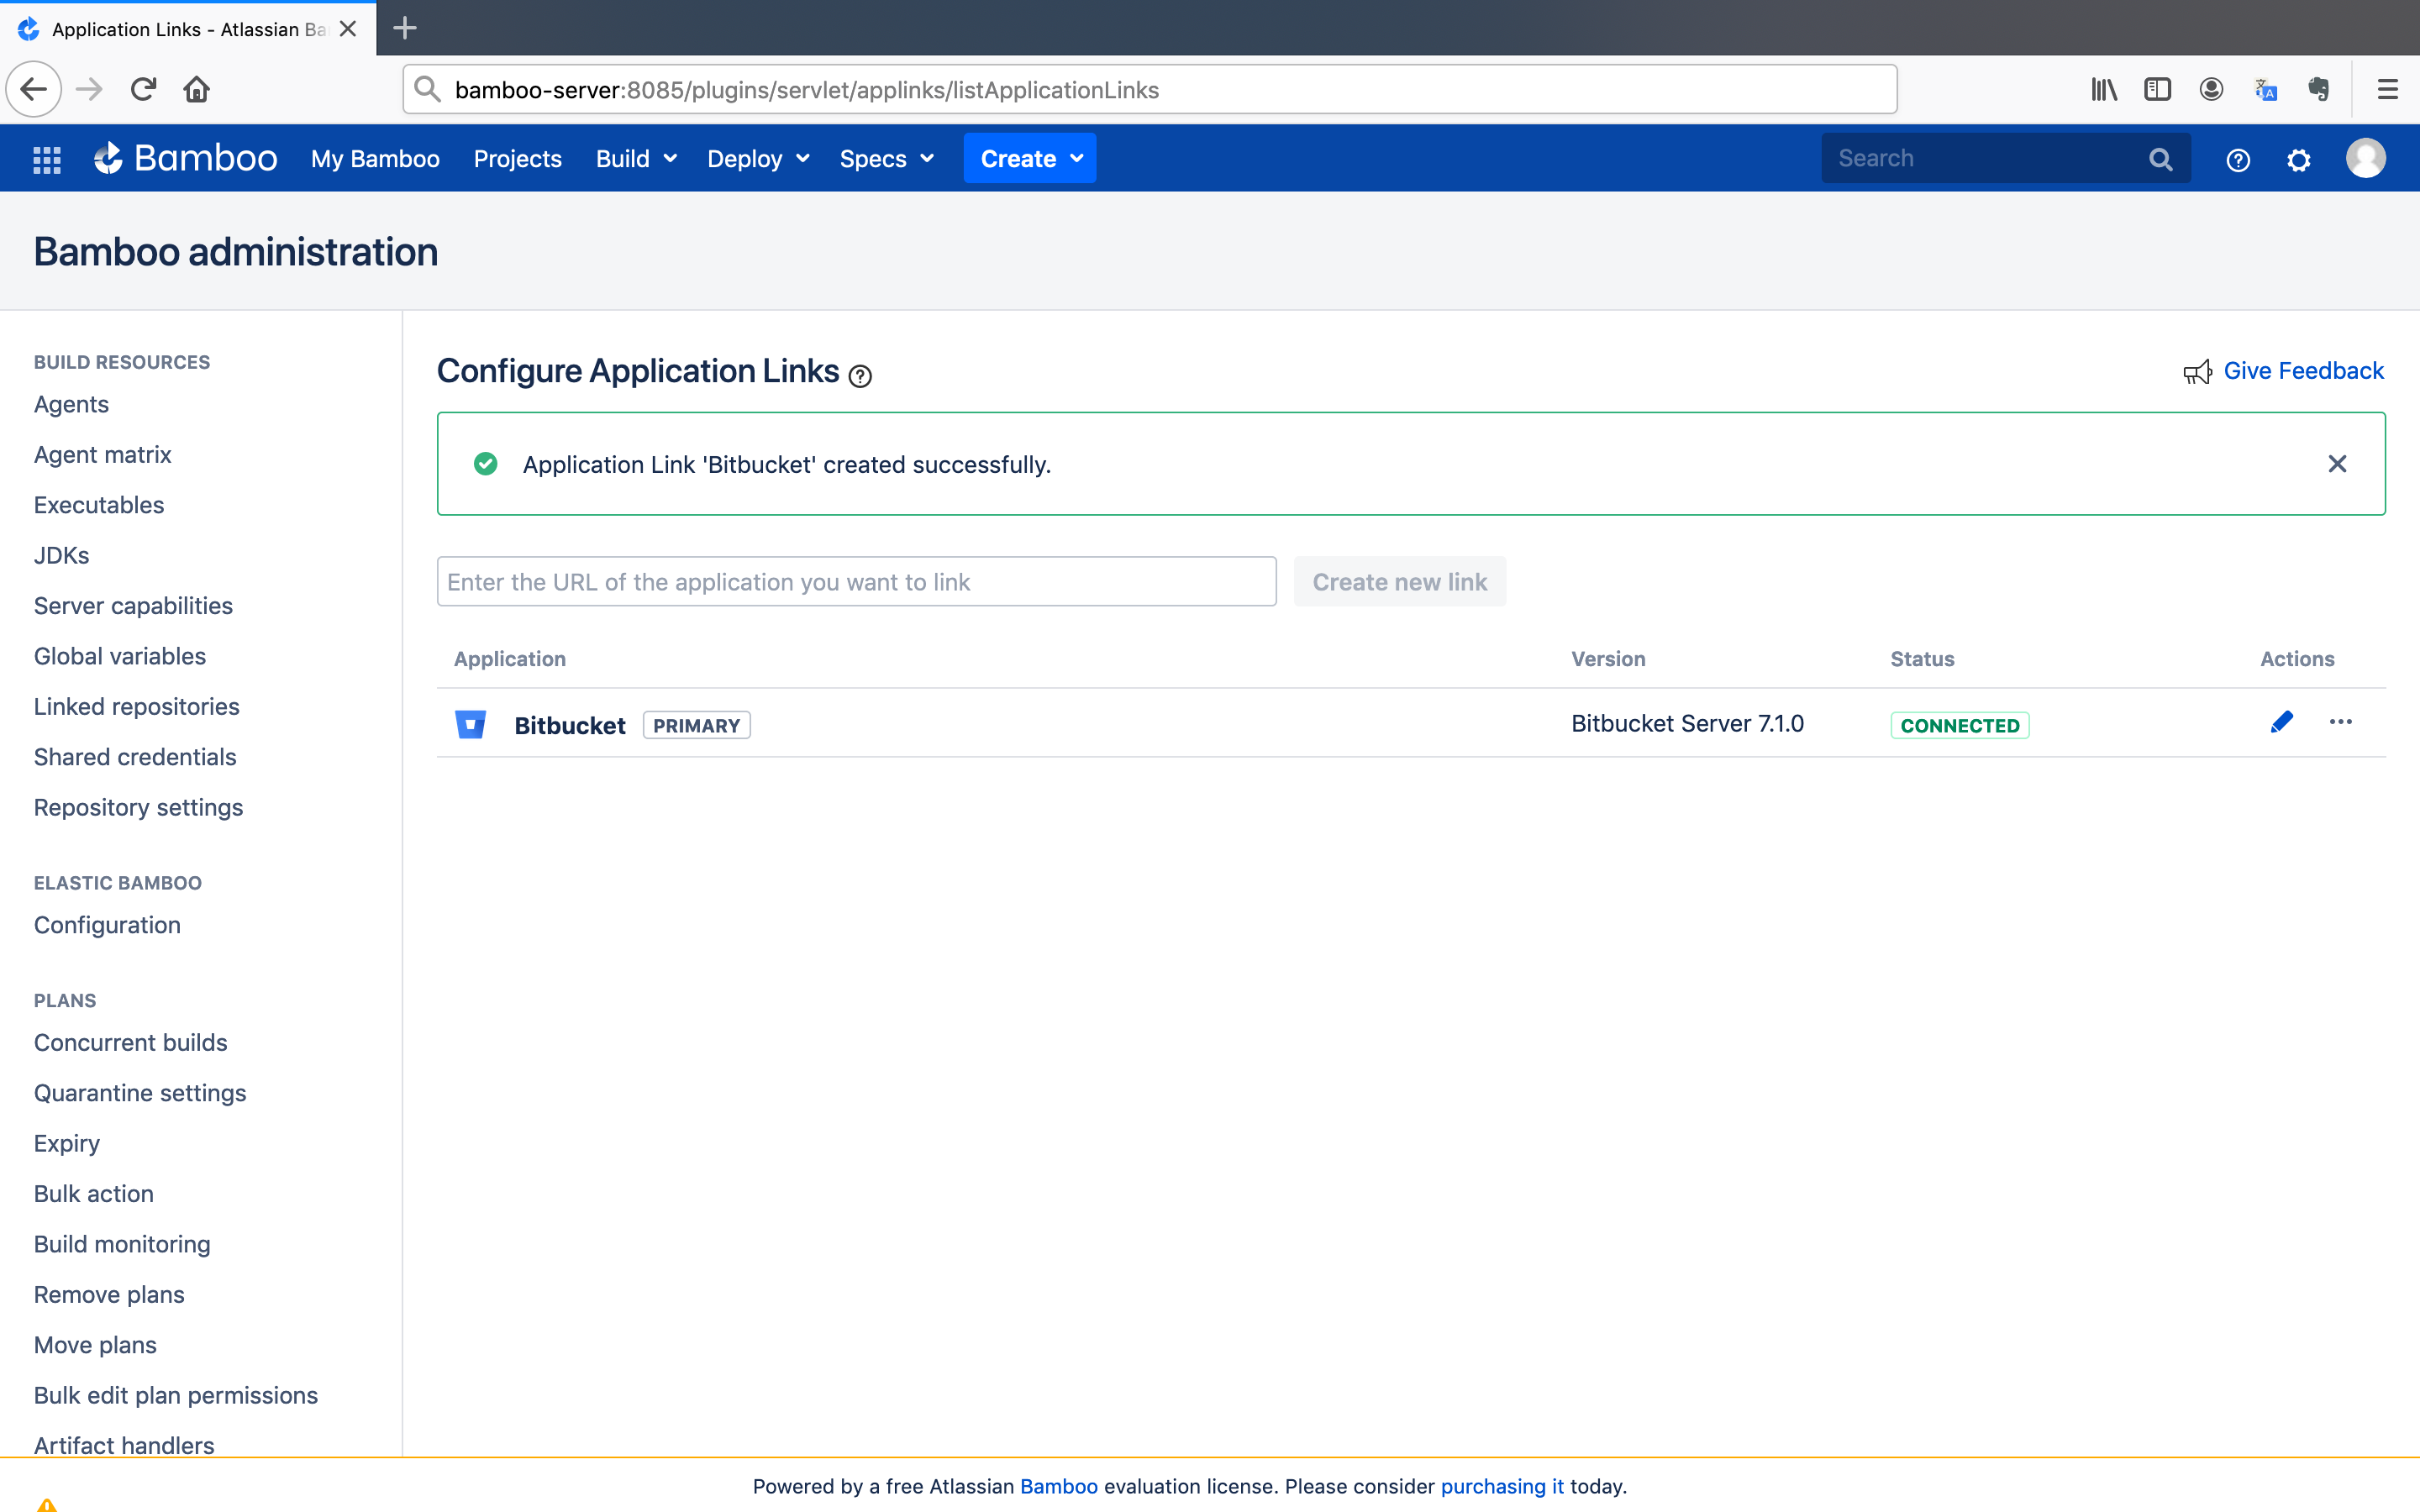 Application Links - Atlassian Ba
bamboo-server:8085/plugins/servlet/applinks/listApplicationLinks
Bamboo My Bamboo Projects Build Deploy Specs Create Search
Bamboo administration
BUILD RESOURCES
Agents
Agent matrix
Executables
JDKs
Server capabilities
Global variables
Linked repositories
Shared credentials
Repository settings
ELASTIC BAMBOO
Configuration
PLANS
Concurrent builds
Quarantine settings
Expiry
Bulk action
Build monitoring
Remove plans
Move plans
Bulk edit plan permissions
Artifact handlers
Configure Application Links
Give Feedback
Application Link 'Bitbucket' created successfully.
Enter the URL of the application you want to link Create new link
Application Version Status Actions
Bitbucket PRIMARY Bitbucket Server 7.1.0 CONNECTED
Powered by a free Atlassian Bamboo evaluation license. Please consider purchasing it today.